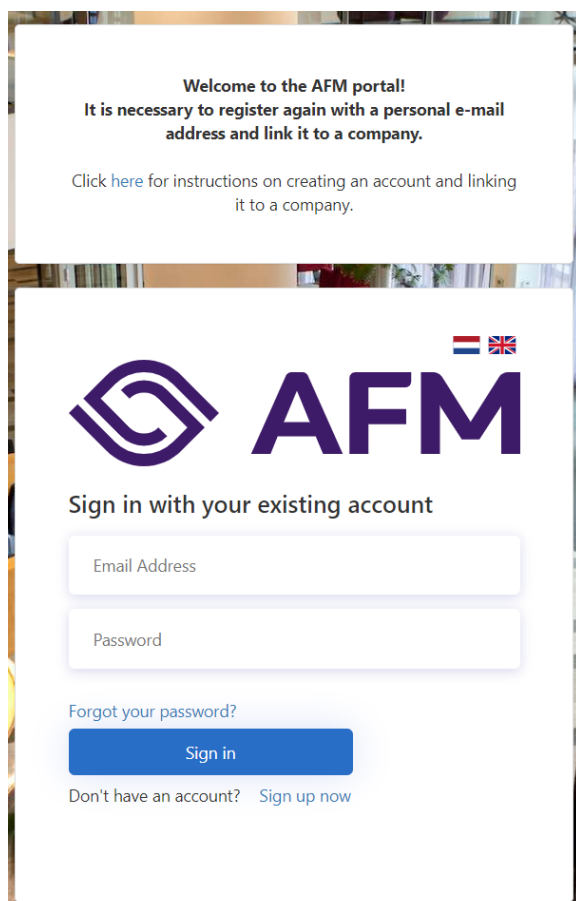 Welcome to the AFM portal!
It is necessary to register again with a personal e-mail
address and link it to a company.
Click here for instructions on creating an account and linking
it to a company.
AFM
Sign in with your existing account
Email Address
Password
Forgot your password?
Sign in
Don't have an account? Sign up now